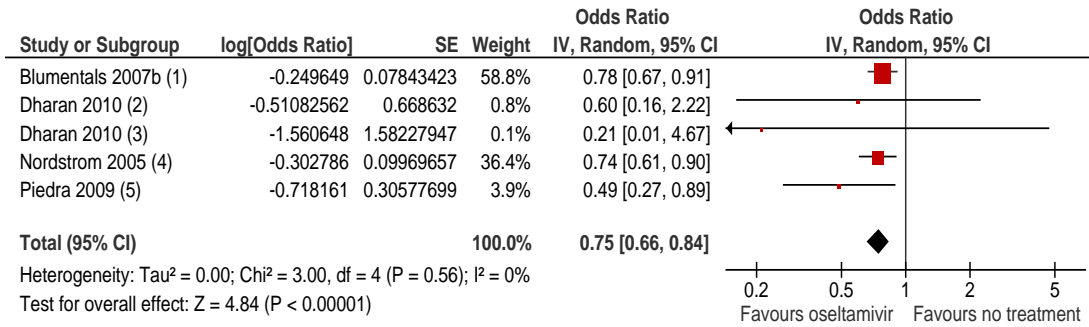 Odds Ratio Odds Ratio
Study or Subgroup log[Odds Ratio] SE Weight IV, Random, 95% CI IV, Random, 95% CI
Blumentals 2007b (1) -0.249649 0.07843423 58.8% 0.78 [0.67, 0.91]
Dharan 2010 (2) -0.51082562 0.668632 0.8% 0.60 [0.16, 2.22]
Dharan 2010 (3) -1.560648 1.58227947 0.1% 0.21 [0.01, 4.67]
Nordstrom 2005 (4) -0.302786 0.09969657 36.4% 0.74 [0.61, 0.90]
Piedra 2009 (5) -0.718161 0.30577699 3.9% 0.49 [0.27, 0.89]
Total (95% CI) 100.0% 0.75 [0.66, 0.84]
Heterogeneity: Tau² = 0.00; Chi² = 3.00, df = 4 (P = 0.56); I² = 0%
Test for overall effect: Z = 4.84 (P < 0.00001)
0.2 0.5 1 2 5
Favours oseltamivir Favours no treatment